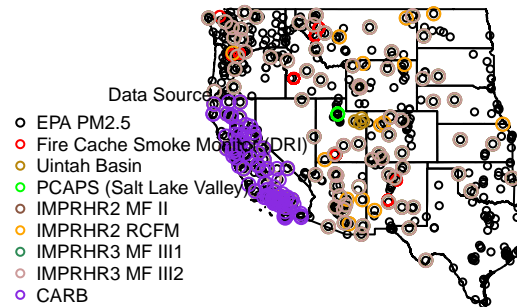 Data Source
EPA PM2.5
Fire Cache Smoke Monitor (DRI)
Uintah Basin
PCAPS (Salt Lake Valley)
IMPRHR2 MF II
IMPRHR2 RCFM
IMPRHR3 MF III1
IMPRHR3 MF III2
CARB